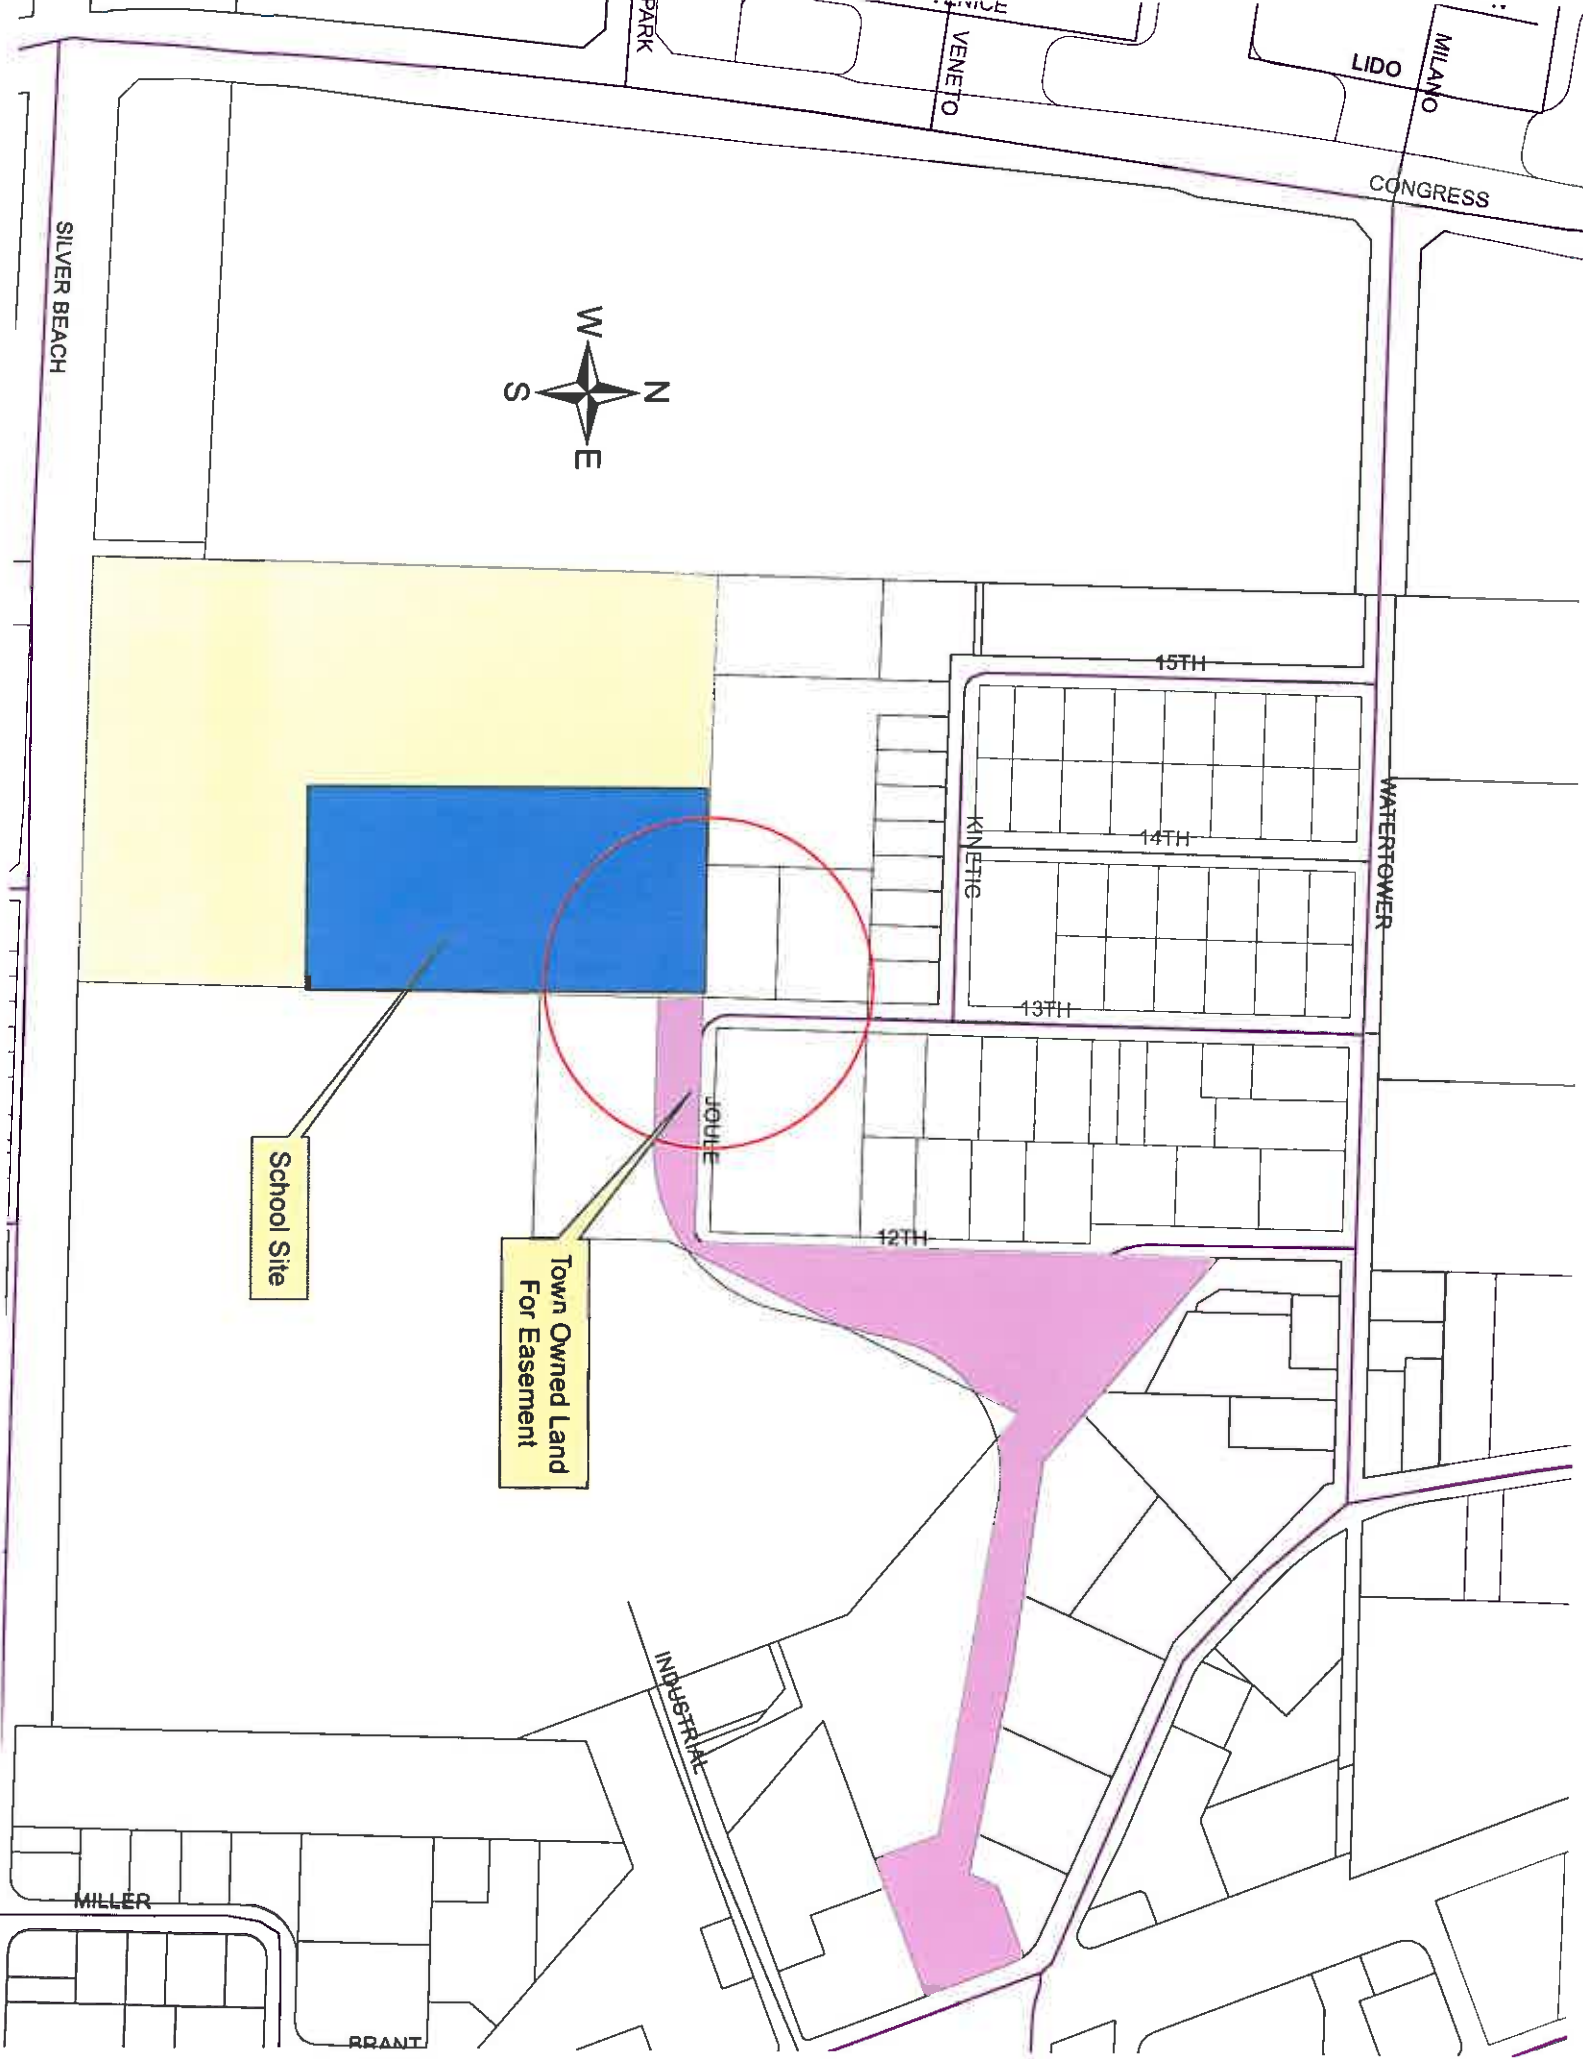 PARK
VENICE
VENETO
LIDO
MILANO
CONGRESS
SILVER BEACH
W
N
S
E
15TH
14TH
KINETIC
WATERTOWER
13TH
JOULE
12TH
School Site
Town Owned Land
For Easement
INDUSTRIAL
MILLER
BRANT